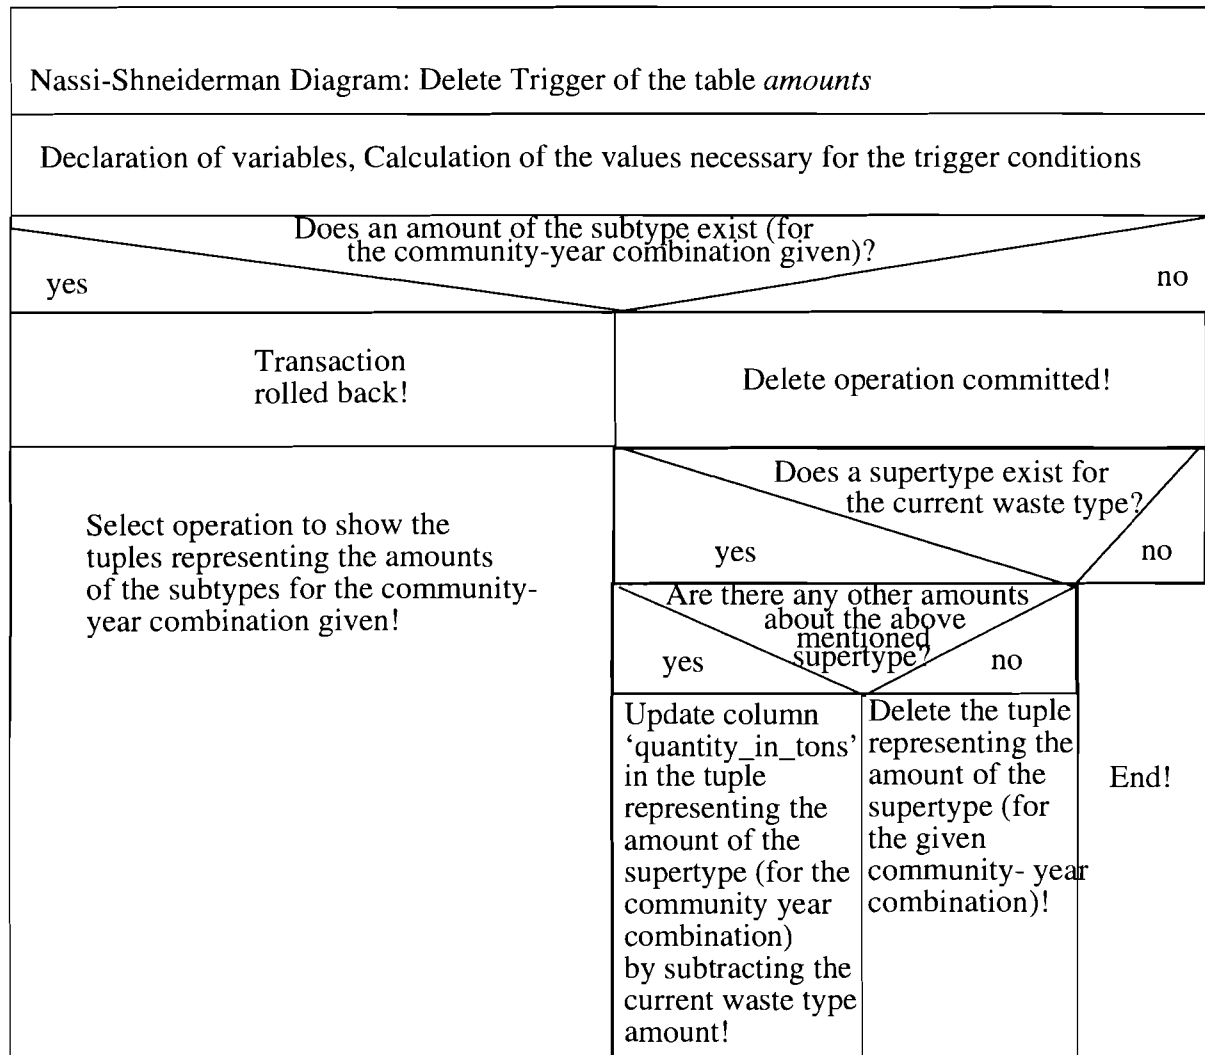 Nassi-Shneiderman Diagram: Delete Trigger of the table amounts
Declaration of variables, Calculation of the values necessary for the trigger conditions
Does an amount of the subtype exist (for
the community-year combination given)?
yes
no
Transaction
rolled back!
Delete operation committed!
Select operation to show the
tuples representing the amounts
of the subtypes for the community-
year combination given!
Does a supertype exist for
the current waste type?
yes
no
Are there any other amounts
about the above
mentioned
supertype?
yes
no
Update column
‘quantity_in_tons’
in the tuple
representing the
amount of the
supertype (for the
community year
combination)
by subtracting the
current waste type
amount!
Delete the tuple
representing the
amount of the
supertype (for
the given
community- year
combination)!
End!